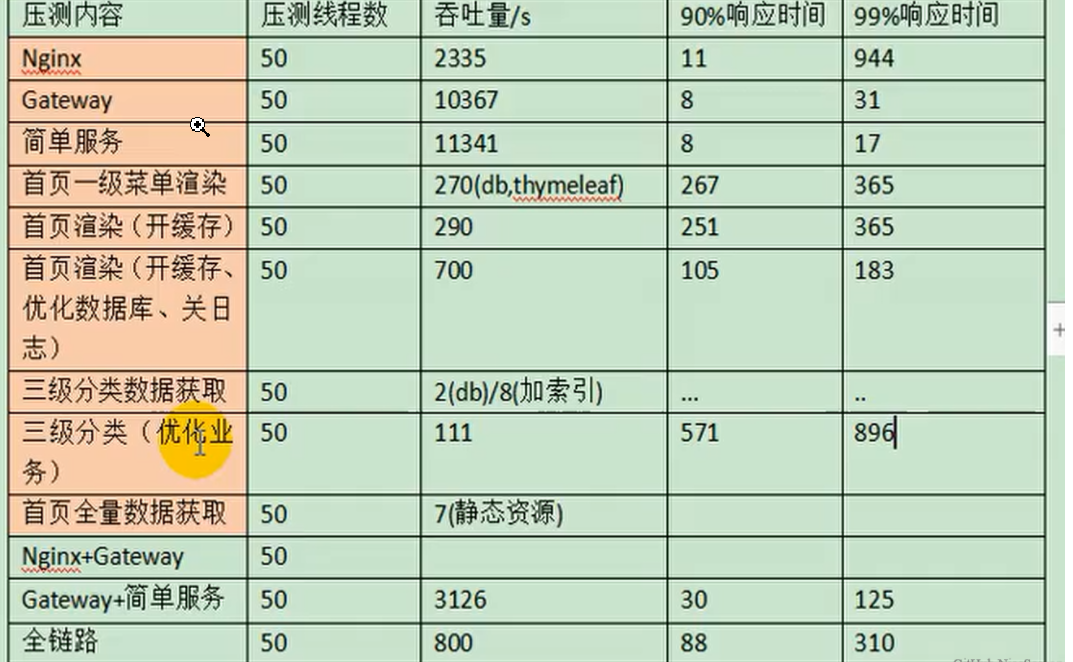 压测内容 压测线程数 吞吐量/s 90%响应时间 99%响应时间
Nginx 50 2335 11 944
Gateway 50 10367 8 31
简单服务 50 11341 8 17
首页一级菜单渲染 50 270(db,thymeleaf) 267 365
首页渲染（开缓存） 50 290 251 365
首页渲染（开缓存、 50 700 105 183
优化数据库、关日
志）
三级分类数据获取 50 2(db)/8(加索引) ... ..
三级分类（优化业 50 111 571 896
务）
首页全量数据获取 50 7(静态资源)
Nginx+Gateway 50
Gateway+简单服务 50 3126 30 125
全链路 50 800 88 310